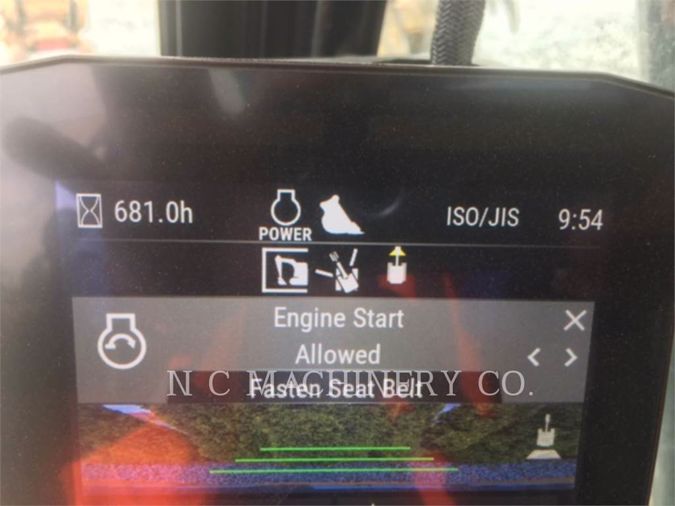 681.0h
POWER
ISO/JIS
9:54
Engine Start
Allowed
N C MACHINERY CO.
Fasten Seat Belt